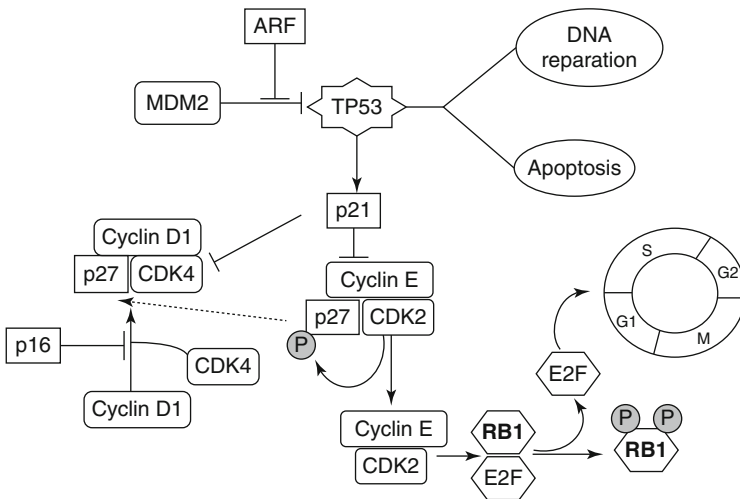 ARF
DNA
reparation
MDM2
TP53
Apoptosis
p21
Cyclin D1
p27
CDK4
Cyclin E
p27
CDK2
P
S
G2
G1
M
p16
CDK4
Cyclin D1
E2F
Cyclin E
CDK2
RB1
E2F
P
P
RB1